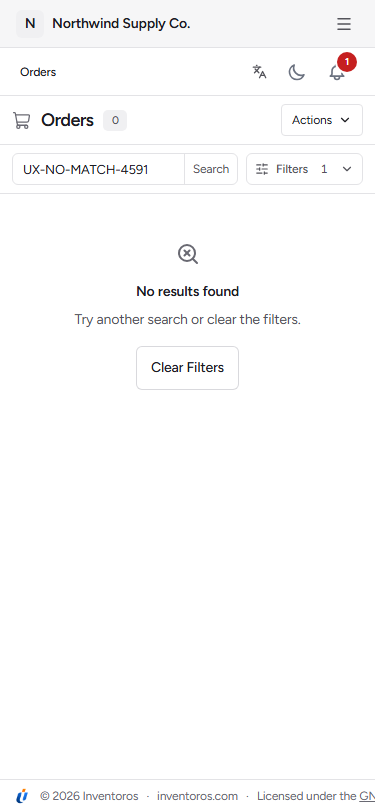 N Northwind Supply Co.
Orders
1
Orders 0
Actions
UX-NO-MATCH-4591 Search Filters 1
No results found
Try another search or clear the filters.
Clear Filters
© 2026 Inventoros · inventoros.com · Licensed under the GN